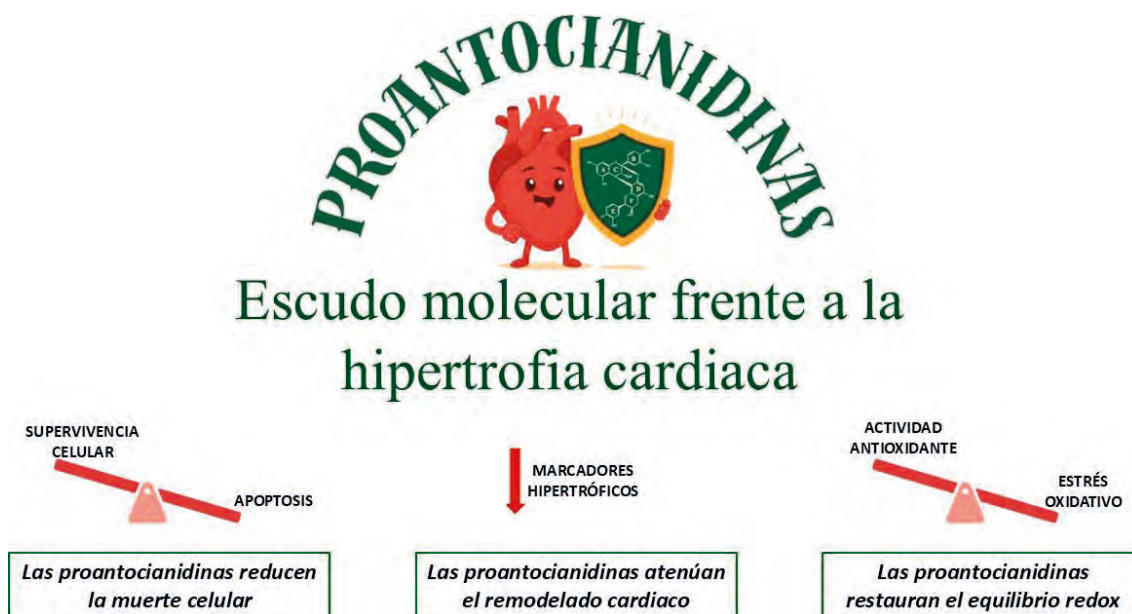 PROANTOCIANIDINAS
Escudo molecular frente a la
hipertrofia cardiaca
SUPERVIVENCIA
CELULAR
APOPTOSIS
MARCADORES
HIPERTRÓFICOS
ACTIVIDAD
ANTIOXIDANTE
ESTRÉS
OXIDATIVO
Las proantocianidinas reducen
la muerte celular
Las proantocianidinas atenúan
el remodelado cardiaco
Las proantocianidinas
restauran el equilibrio redox